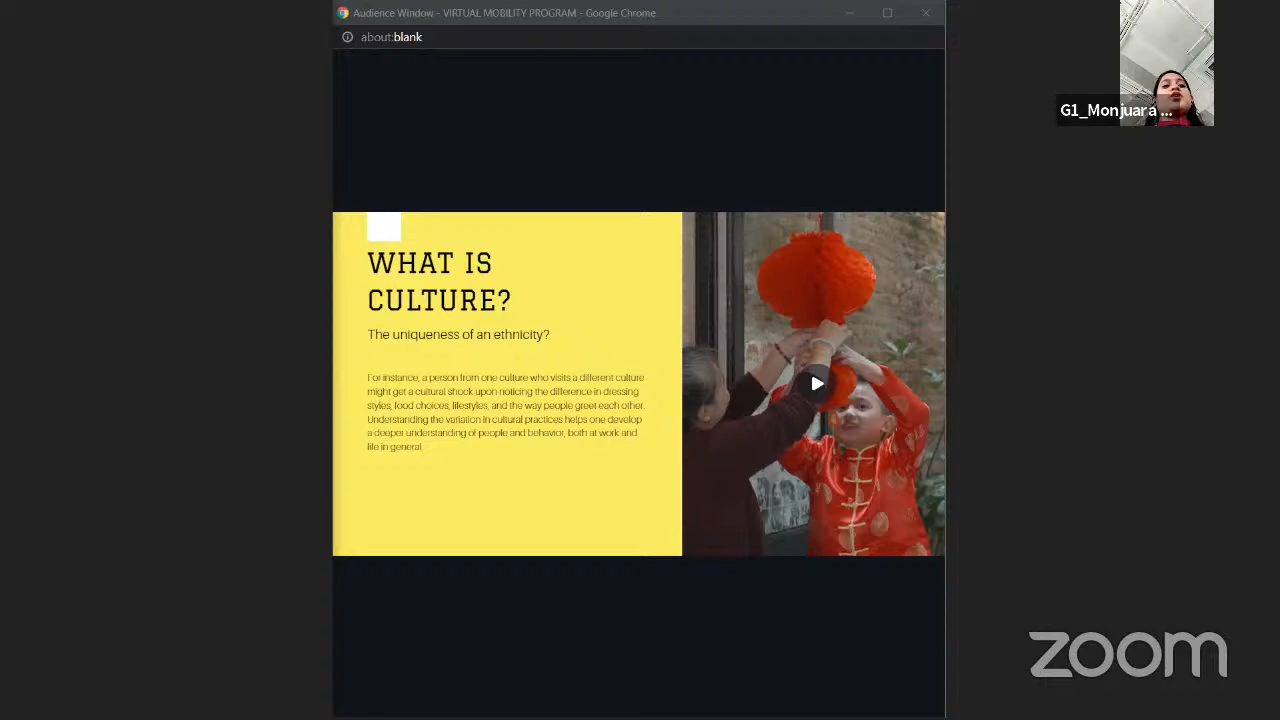 Audience Window - VIRTUAL MOBILITY PROGRAM - Google Chrome
about:blank
G1_Monjuara ...
WHAT IS
CULTURE?
The uniqueness of an ethnicity?
For instance, a person from one culture who visits a different culture
might get a cultural shock upon noticing the difference in dressing
styles, food choices, lifestyles, and the way people greet each other.
Understanding the variation in cultural practices helps one develop
a deeper understanding of people and behavior, both at work and
life in general.
zoom